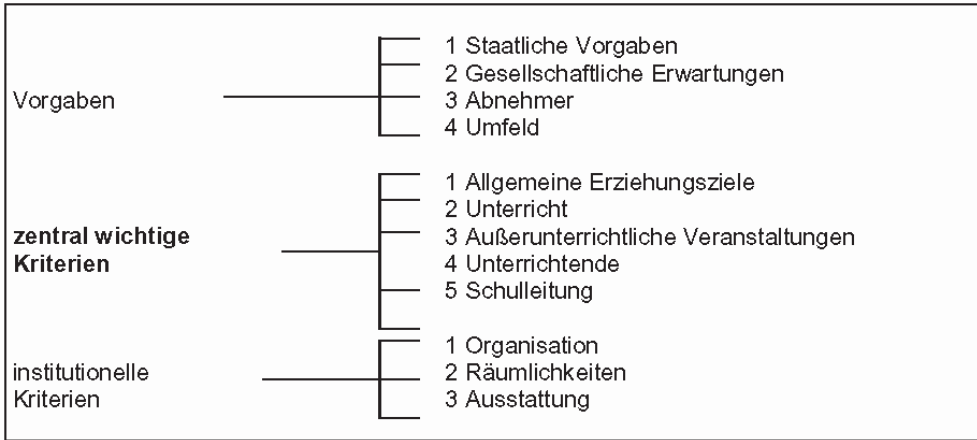 Vorgaben
1 Staatliche Vorgaben
2 Gesellschaftliche Erwartungen
3 Abnehmer
4 Umfeld
zentral wichtige
Kriterien
1 Allgemeine Erziehungsziele
2 Unterricht
3 Außerunterrichtliche Veranstaltungen
4 Unterrichtende
5 Schulleitung
institutionelle
Kriterien
1 Organisation
2 Räumlichkeiten
3 Ausstattung